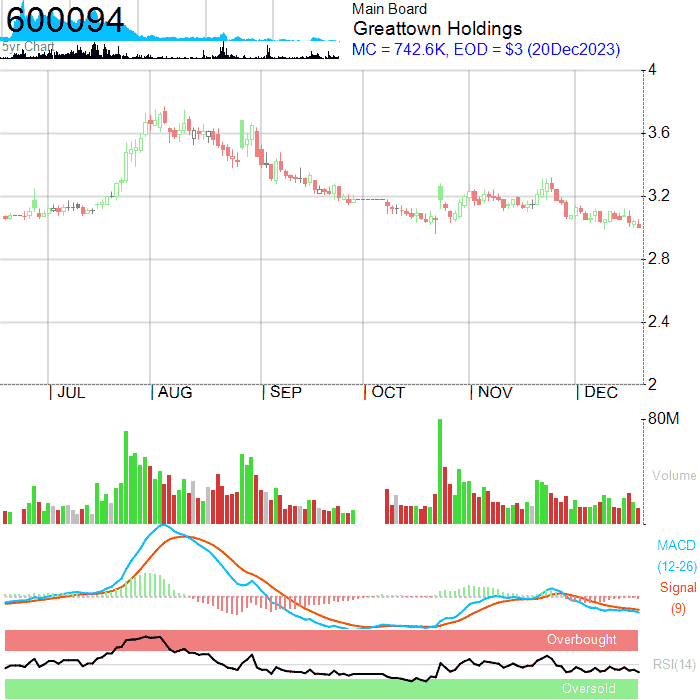 600094
5yr Chart
Main Board
Greattown Holdings
MC = 742.6K, EOD = $3 (20Dec2023)
4
3.6
3.2
2.8
2.4
2
| JUL | AUG | SEP | OCT | NOV | DEC
80M
Volume
MACD
(12-26)
Signal
(9)
Overbought
RSI(14)
Oversold